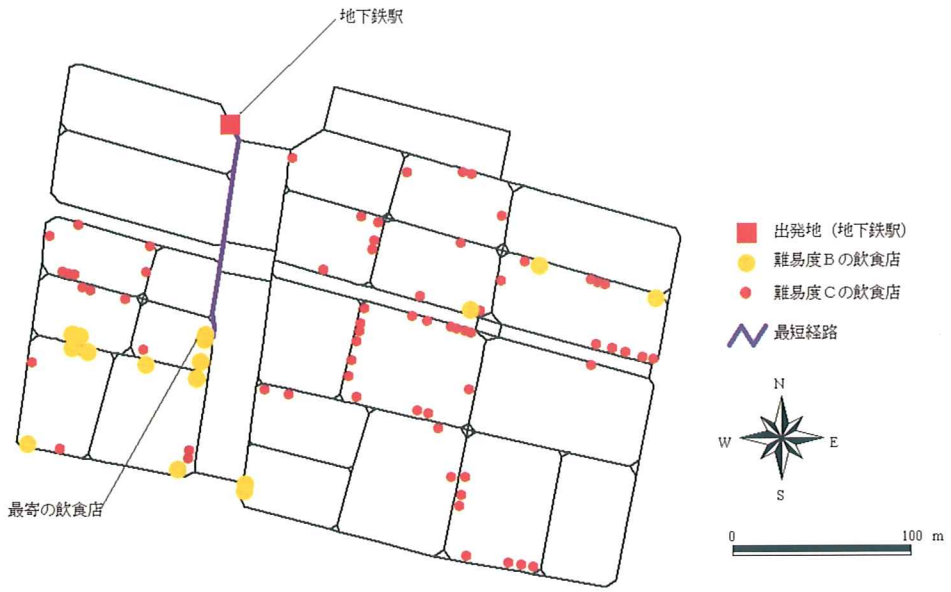 地下鉄駅
出発地（地下鉄駅）
難易度Ｂの飲食店
難易度Ｃの飲食店
最短経路
N
W E
S
最寄の飲食店
0 100 m